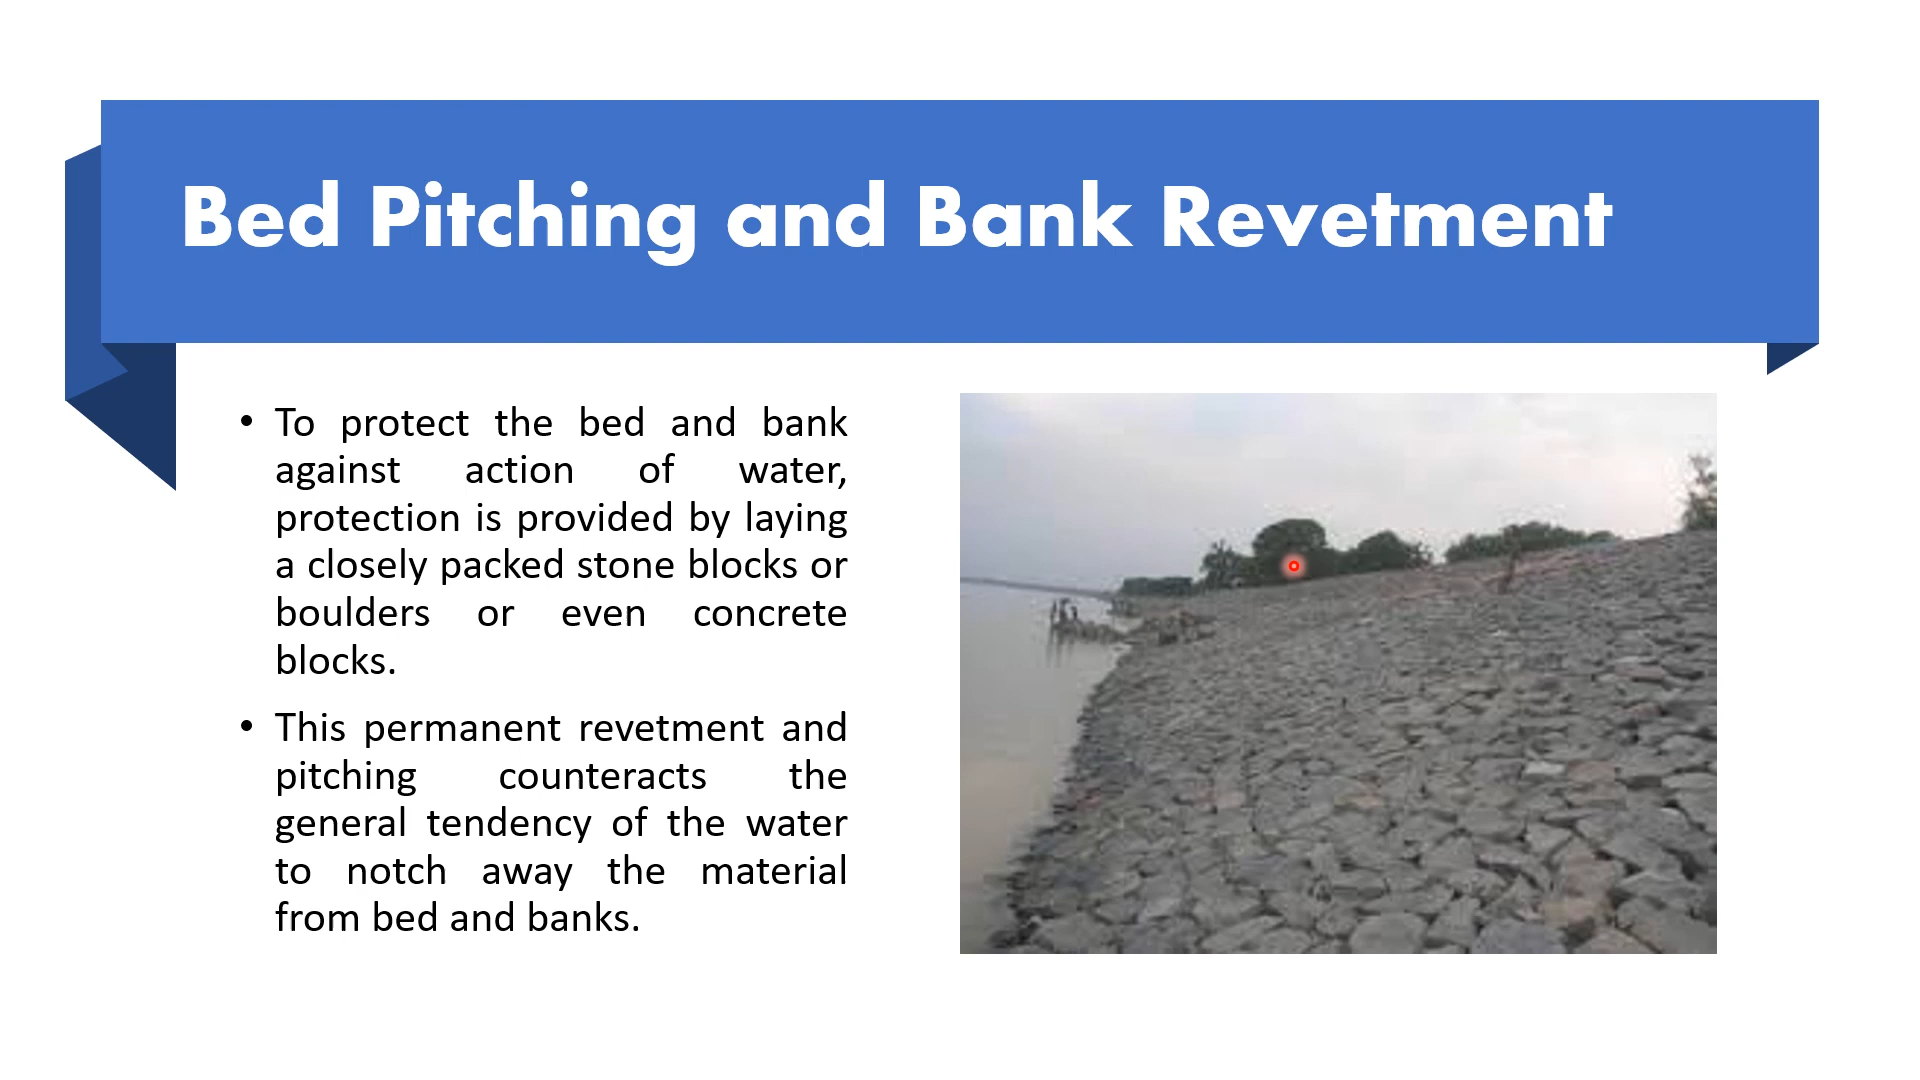 Bed Pitching and Bank Revetment
• To protect the bed and bank
against action of water,
protection is provided by laying
a closely packed stone blocks or
boulders or even concrete
blocks.
• This permanent revetment and
pitching counteracts the
general tendency of the water
to notch away the material
from bed and banks.